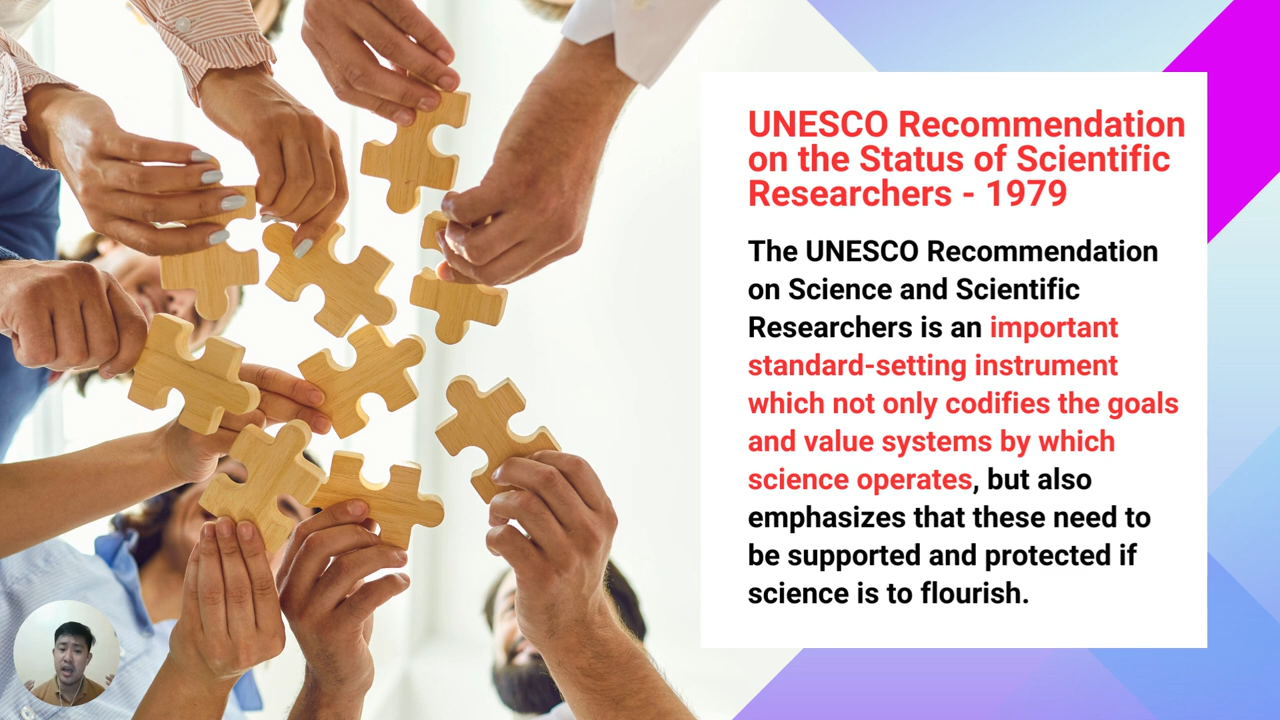 UNESCO Recommendation
on the Status of Scientific
Researchers - 1979
The UNESCO Recommendation
on Science and Scientific
Researchers is an important
standard-setting instrument
which not only codifies the goals
and value systems by which
science operates, but also
emphasizes that these need to
be supported and protected if
science is to flourish.